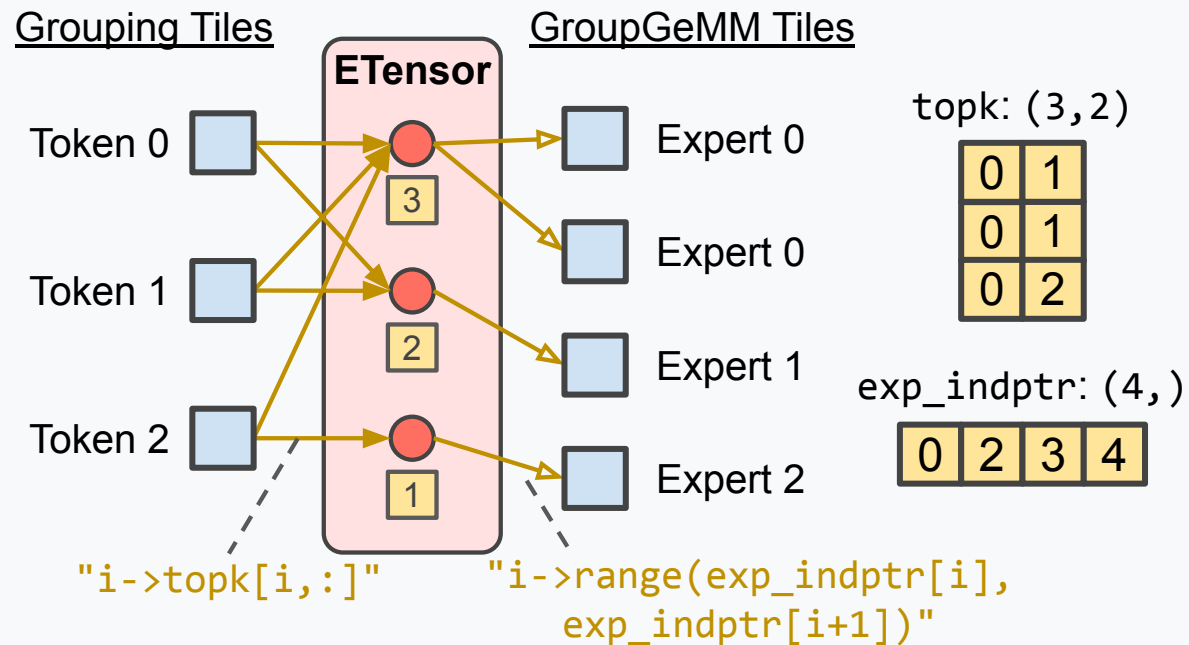 Grouping Tiles
GroupGeMM Tiles
ETensor
Token 0
Token 1
Token 2
3
2
1
Expert 0
Expert 0
Expert 1
Expert 2
topk: (3,2)
0 1
0 1
0 2
exp_indptr: (4,)
0 2 3 4
"i->topk[i,:]"
"i->range(exp_indptr[i],
exp_indptr[i+1])"